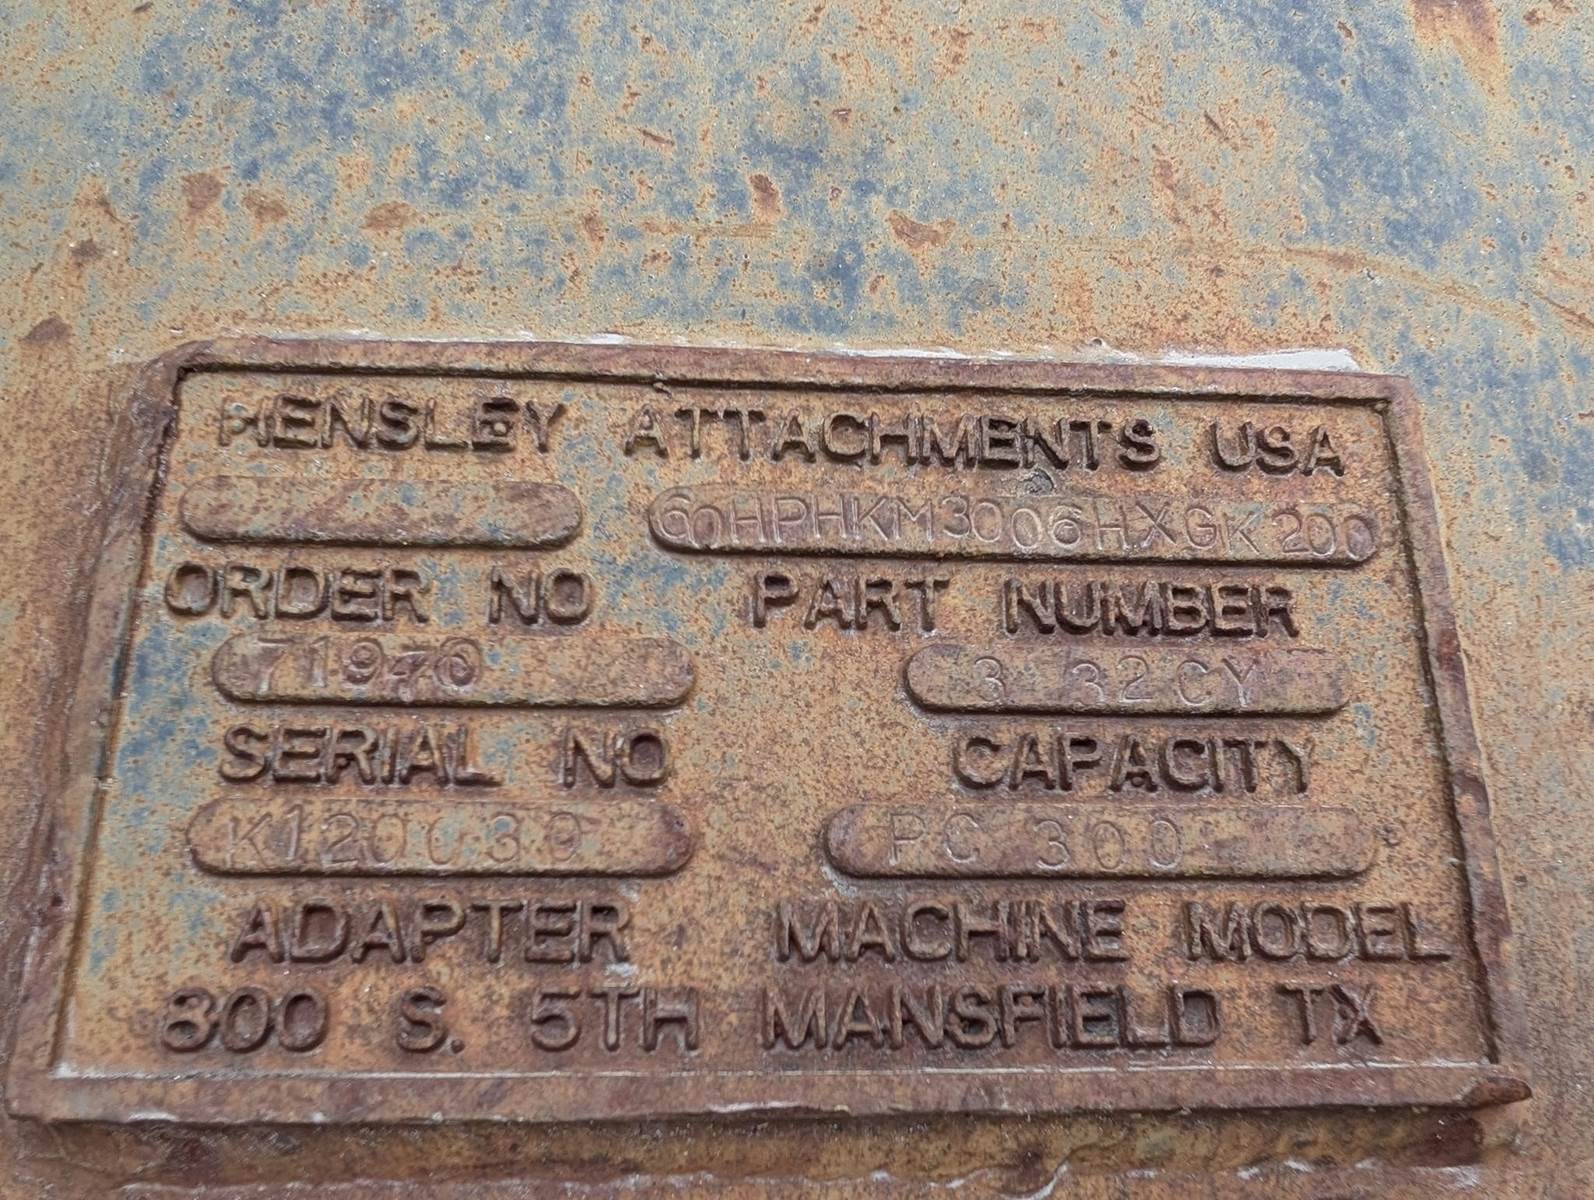 HENSLEY ATTACHMENTS USA
60HPHKM3006HXGK200
ORDER NO PART NUMBER
71970 3 32CY
SERIAL NO CAPACITY
K120030 PC 300
ADAPTER MACHINE MODEL
800 S. 5TH MANSFIELD TX